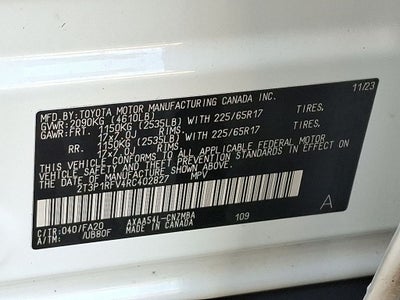 MFD.BY:TOYOTA MOTOR MANUFACTURING CANADA INC. 11/23
GVWR: 2090KG (4610LB)
GAWR:FRT. 1150KG (2535LB) WITH 225/65R17 TIRES,
17x7.0J RIMS,
RR. 1150KG (2535LB) WITH 225/65R17 TIRES,
17x7.0J RIMS,
THIS VEHICLE CONFORMS TO ALL APPLICABLE FEDERAL MOTOR
VEHICLE SAFETY STANDARDS IN EFFECT ON THE
DATE OF MANUFACTURE SHOWN ABOVE.
2T3P1RFV4RC402827 MPV
C/TR:040/FA20 AXAA54L-CNZMBA 109 A
A/TM: /UB80F MADE IN CANADA